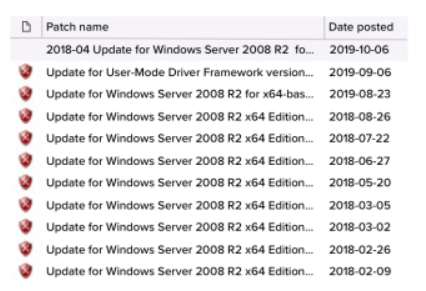 Patch name Date posted
2018-04 Update for Windows Server 2008 R2 fo... 2019-10-06
Update for User-Mode Driver Framework version... 2019-09-06
Update for Windows Server 2008 R2 for x64-bas... 2019-08-23
Update for Windows Server 2008 R2 x64 Edition... 2018-08-26
Update for Windows Server 2008 R2 x64 Edition... 2018-07-22
Update for Windows Server 2008 R2 x64 Edition... 2018-06-27
Update for Windows Server 2008 R2 x64 Edition... 2018-05-20
Update for Windows Server 2008 R2 x64 Edition... 2018-03-05
Update for Windows Server 2008 R2 x64 Edition... 2018-03-02
Update for Windows Server 2008 R2 x64 Edition... 2018-02-26
Update for Windows Server 2008 R2 x64 Edition... 2018-02-09